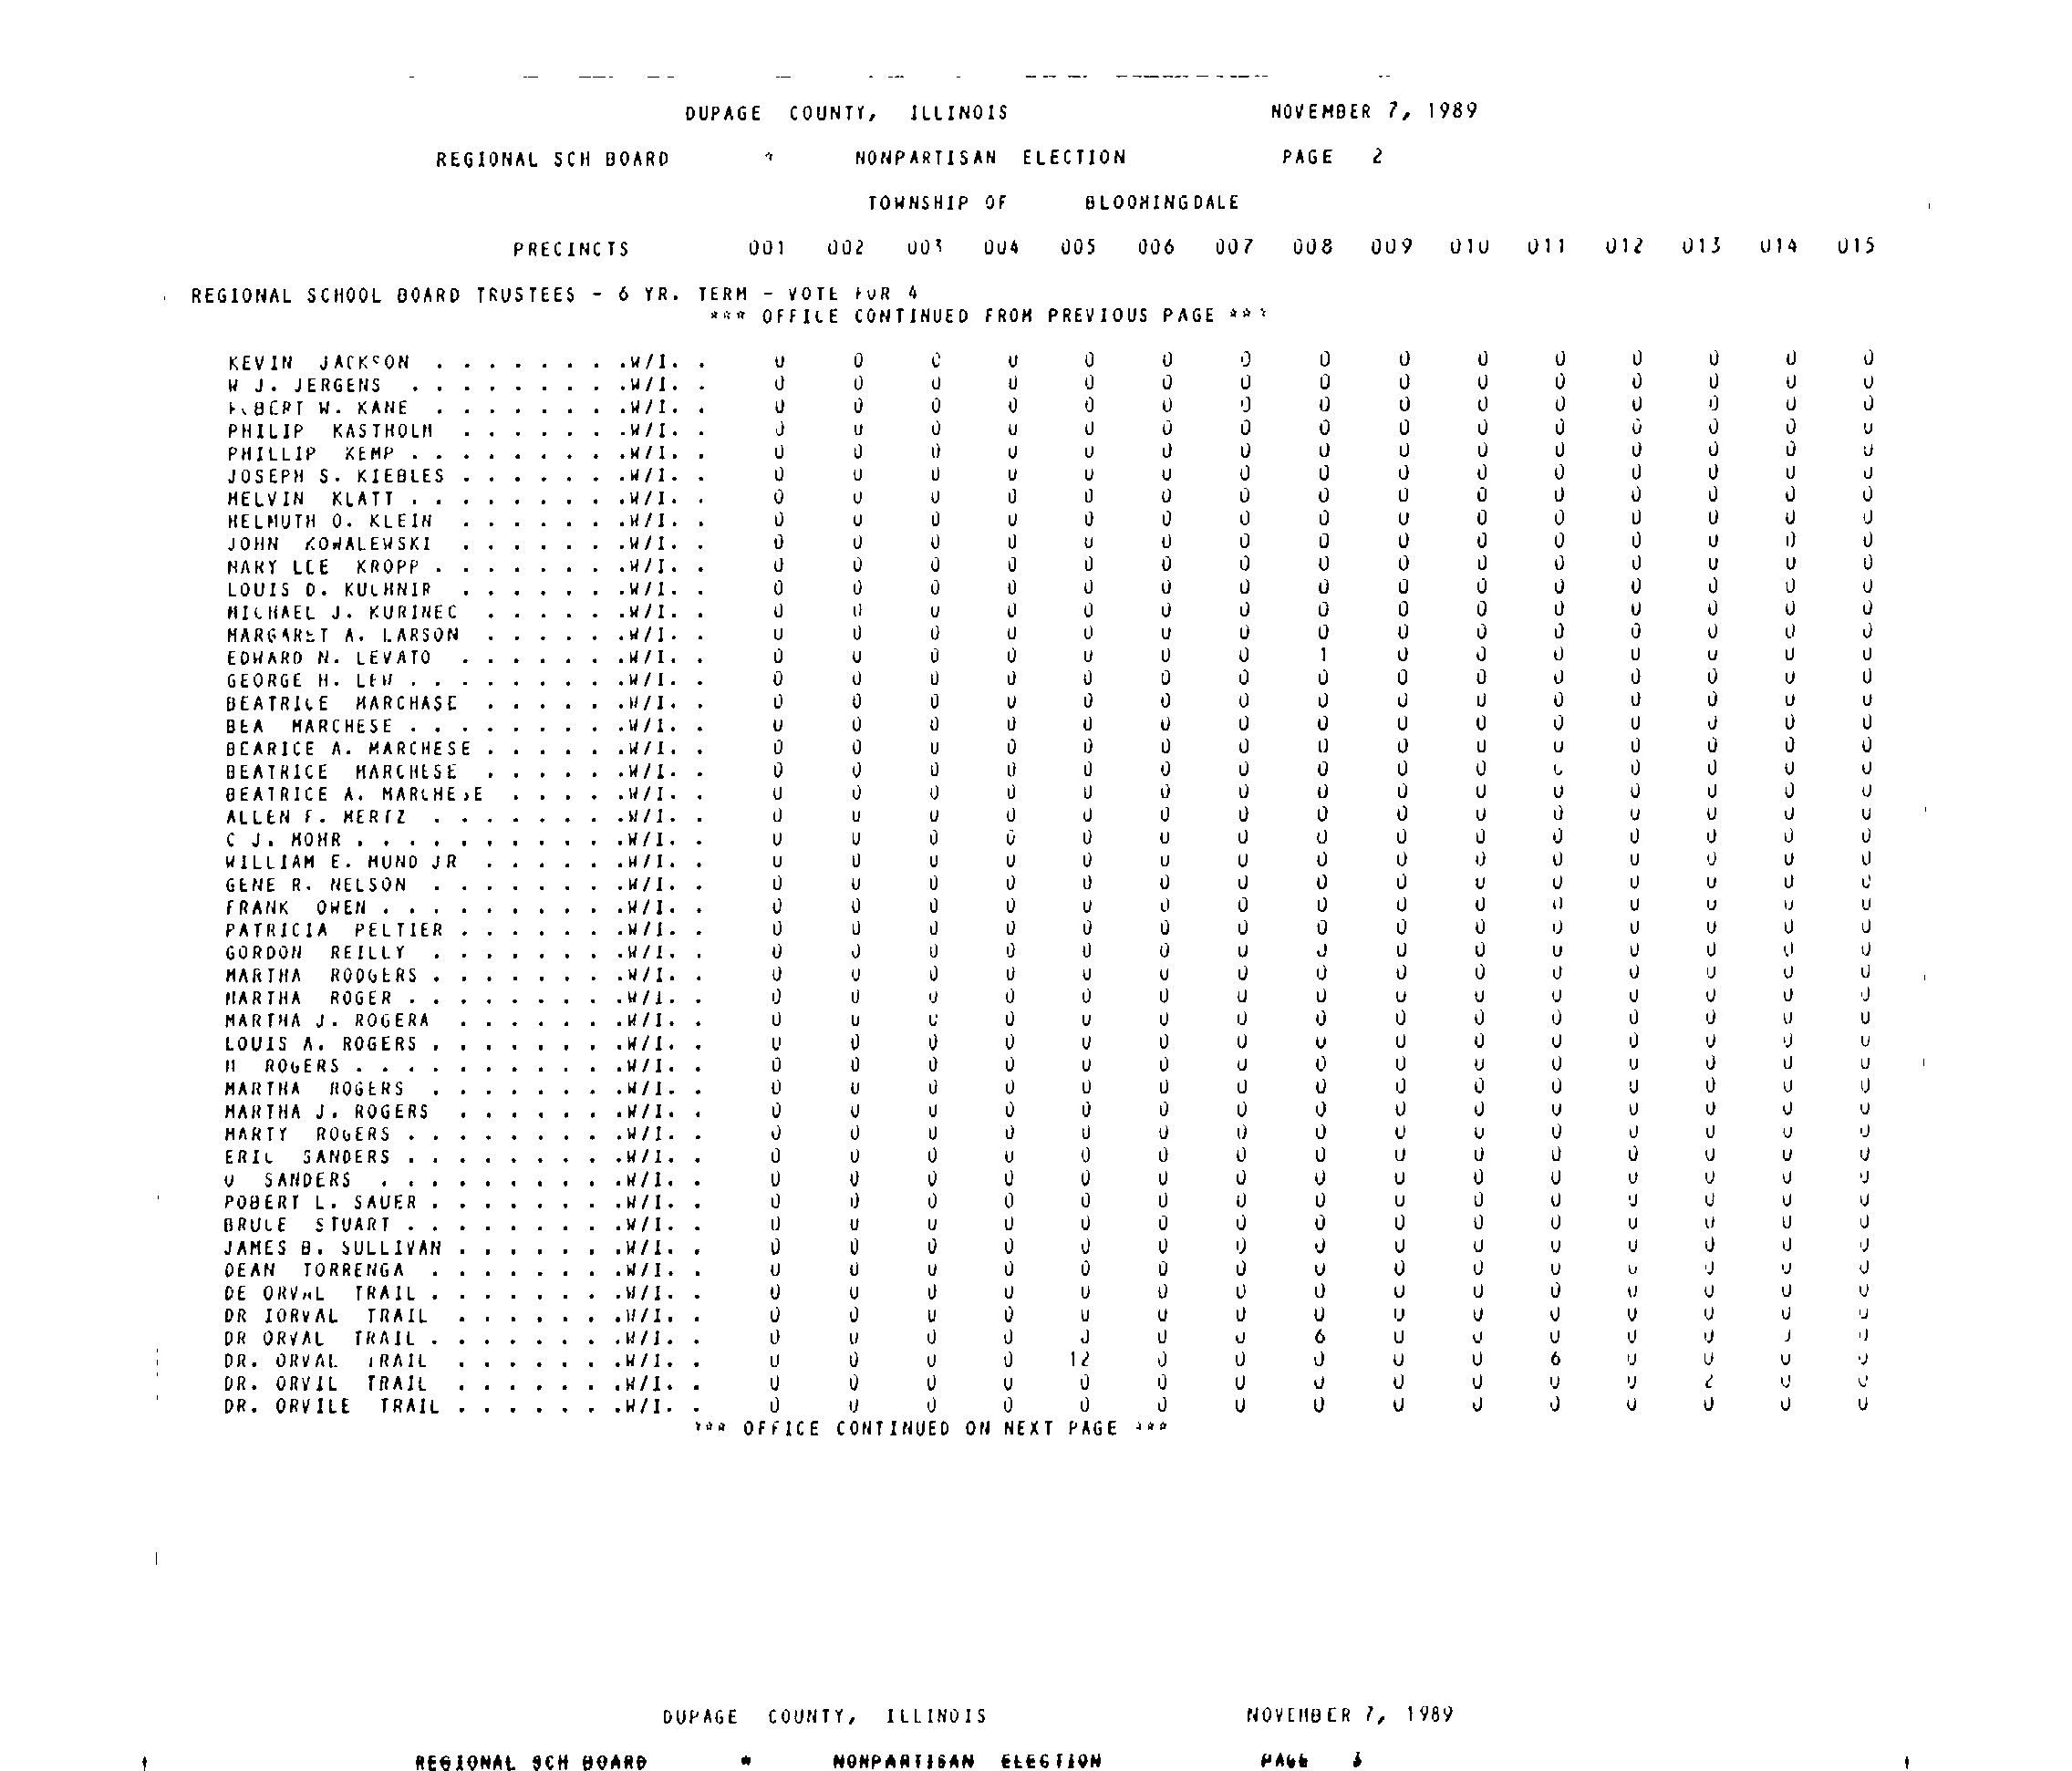 DUPAGE COUNTY, ILLINOIS NOVEMBER 7, 1989
REGIONAL SCH BOARD * NONPARTISAN ELECTION PAGE 2
TOWNSHIP OF BLOOMINGDALE
PRECINCTS 001 002 003 004 005 006 007 008 009 010 011 012 013 014 015
REGIONAL SCHOOL BOARD TRUSTEES - 6 YR. TERM - VOTE FOR 4
*** OFFICE CONTINUED FROM PREVIOUS PAGE ***
KEVIN JACKSON . . . . . . . .W/I. . 0 0 0 0 0 0 0 0 0 0 0 0 0 0 0
W J. JERGENS . . . . . . . . .W/I. . 0 0 0 0 0 0 0 0 0 0 0 0 0 0 0
ROBERT W. KANE . . . . . . . .W/I. . 0 0 0 0 0 0 0 0 0 0 0 0 0 0 0
PHILIP KASTHOLM . . . . . . .W/I. . 0 0 0 0 0 0 0 0 0 0 0 0 0 0 0
PHILLIP KEMP . . . . . . . . .W/I. . 0 0 0 0 0 0 0 0 0 0 0 0 0 0 0
JOSEPH S. KIEBLES . . . . . . .W/I. . 0 0 0 0 0 0 0 0 0 0 0 0 0 0 0
MELVIN KLATT . . . . . . . . .W/I. . 0 0 0 0 0 0 0 0 0 0 0 0 0 0 0
HELMUTH O. KLEIN . . . . . . .W/I. . 0 0 0 0 0 0 0 0 0 0 0 0 0 0 0
JOHN KOWALEWSKI . . . . . . .W/I. . 0 0 0 0 0 0 0 0 0 0 0 0 0 0 0
MARY LEE KROPP . . . . . . . .W/I. . 0 0 0 0 0 0 0 0 0 0 0 0 0 0 0
LOUIS D. KUCHNIR . . . . . . .W/I. . 0 0 0 0 0 0 0 0 0 0 0 0 0 0 0
MICHAEL J. KURINEC . . . . . .W/I. . 0 0 0 0 0 0 0 0 0 0 0 0 0 0 0
MARGARET A. LARSON . . . . . .W/I. . 0 0 0 0 0 0 0 0 0 0 0 0 0 0 0
EDWARD N. LEVATO . . . . . . .W/I. . 0 0 0 0 0 0 0 1 0 0 0 0 0 0 0
GEORGE H. LEW . . . . . . . . .W/I. . 0 0 0 0 0 0 0 0 0 0 0 0 0 0 0
BEATRICE MARCHASE . . . . . .W/I. . 0 0 0 0 0 0 0 0 0 0 0 0 0 0 0
BEA MARCHESE . . . . . . . . .W/I. . 0 0 0 0 0 0 0 0 0 0 0 0 0 0 0
BEARICE A. MARCHESE . . . . . .W/I. . 0 0 0 0 0 0 0 0 0 0 0 0 0 0 0
BEATRICE MARCHESE . . . . . .W/I. . 0 0 0 0 0 0 0 0 0 0 0 0 0 0 0
BEATRICE A. MARCHESE . . . . .W/I. . 0 0 0 0 0 0 0 0 0 0 0 0 0 0 0
ALLEN F. MERTZ . . . . . . . .W/I. . 0 0 0 0 0 0 0 0 0 0 0 0 0 0 0
C J. MOHR . . . . . . . . . . .W/I. . 0 0 0 0 0 0 0 0 0 0 0 0 0 0 0
WILLIAM E. MUND JR . . . . . .W/I. . 0 0 0 0 0 0 0 0 0 0 0 0 0 0 0
GENE R. NELSON . . . . . . . .W/I. . 0 0 0 0 0 0 0 0 0 0 0 0 0 0 0
FRANK OWEN . . . . . . . . . .W/I. . 0 0 0 0 0 0 0 0 0 0 0 0 0 0 0
PATRICIA PELTIER . . . . . . .W/I. . 0 0 0 0 0 0 0 0 0 0 0 0 0 0 0
GORDON REILLY . . . . . . . .W/I. . 0 0 0 0 0 0 0 0 0 0 0 0 0 0 0
MARTHA RODGERS . . . . . . . .W/I. . 0 0 0 0 0 0 0 0 0 0 0 0 0 0 0
MARTHA ROGER . . . . . . . . .W/I. . 0 0 0 0 0 0 0 0 0 0 0 0 0 0 0
MARTHA J. ROGERA . . . . . . .W/I. . 0 0 0 0 0 0 0 0 0 0 0 0 0 0 0
LOUIS A. ROGERS . . . . . . . .W/I. . 0 0 0 0 0 0 0 0 0 0 0 0 0 0 0
M ROGERS . . . . . . . . . . .W/I. . 0 0 0 0 0 0 0 0 0 0 0 0 0 0 0
MARTHA ROGERS . . . . . . . .W/I. . 0 0 0 0 0 0 0 0 0 0 0 0 0 0 0
MARTHA J. ROGERS . . . . . . .W/I. . 0 0 0 0 0 0 0 0 0 0 0 0 0 0 0
MARTY ROGERS . . . . . . . . .W/I. . 0 0 0 0 0 0 0 0 0 0 0 0 0 0 0
ERIC SANDERS . . . . . . . . .W/I. . 0 0 0 0 0 0 0 0 0 0 0 0 0 0 0
SANDERS . . . . . . . . . .W/I. . 0 0 0 0 0 0 0 0 0 0 0 0 0 0 0
ROBERT L. SAUER . . . . . . . .W/I. . 0 0 0 0 0 0 0 0 0 0 0 0 0 0 0
BRUCE STUART . . . . . . . . .W/I. . 0 0 0 0 0 0 0 0 0 0 0 0 0 0 0
JAMES B. SULLIVAN . . . . . . .W/I. . 0 0 0 0 0 0 0 0 0 0 0 0 0 0 0
DEAN TORRENGA . . . . . . . .W/I. . 0 0 0 0 0 0 0 0 0 0 0 0 0 0 0
DE ORVAL TRAIL . . . . . . . .W/I. . 0 0 0 0 0 0 0 0 0 0 0 0 0 0 0
DR IORVAL TRAIL . . . . . . .W/I. . 0 0 0 0 0 0 0 0 0 0 0 0 0 0 0
DR ORVAL TRAIL . . . . . . . .W/I. . 0 0 0 0 0 0 0 6 0 0 0 0 0 0 0
DR. ORVAL TRAIL . . . . . . .W/I. . 0 0 0 0 12 0 0 0 0 0 6 0 0 0 0
DR. ORVIL TRAIL . . . . . . .W/I. . 0 0 0 0 0 0 0 0 0 0 0 0 2 0 0
DR. ORVILE TRAIL . . . . . . .W/I. . 0 0 0 0 0 0 0 0 0 0 0 0 0 0 0
*** OFFICE CONTINUED ON NEXT PAGE ***
DUPAGE COUNTY, ILLINOIS NOVEMBER 7, 1989
REGIONAL SCH BOARD * NONPARTISAN ELECTION PAGE 3